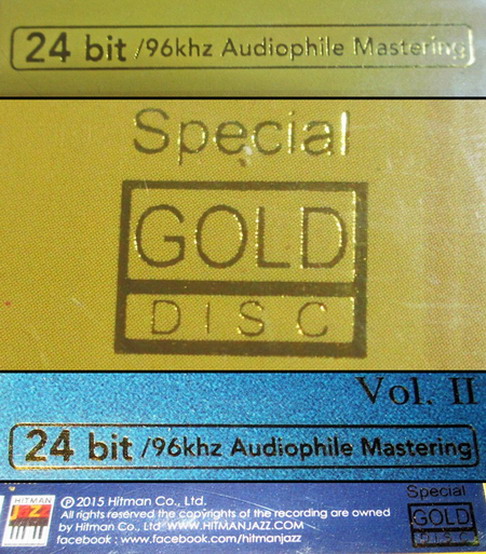 24 bit /96khz Audiophile Mastering
Special
GOLD
DISC
Vol. II
24 bit /96khz Audiophile Mastering
HITMAN
JAZZ
℗2015 Hitman Co., Ltd.
All rights reserved the copyrights of the recording are owned
by Hitman Co., Ltd WWW.HITMANJAZZ.COM
facebook : www.facebook.com/hitmanjazz
Special
GOLD
DISC